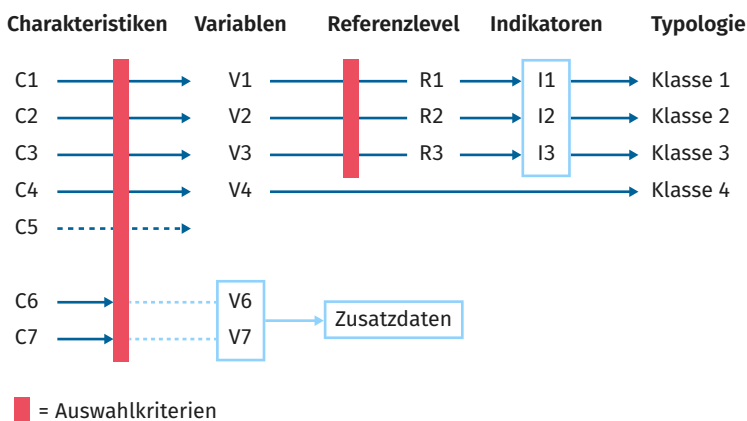 Charakteristiken Variablen Referenzlevel Indikatoren Typologie
C1 V1 R1 I1 Klasse 1
C2 V2 R2 I2 Klasse 2
C3 V3 R3 I3 Klasse 3
C4 V4 Klasse 4
C5
C6 V6
Zusatzdaten
C7 V7
= Auswahlkriterien